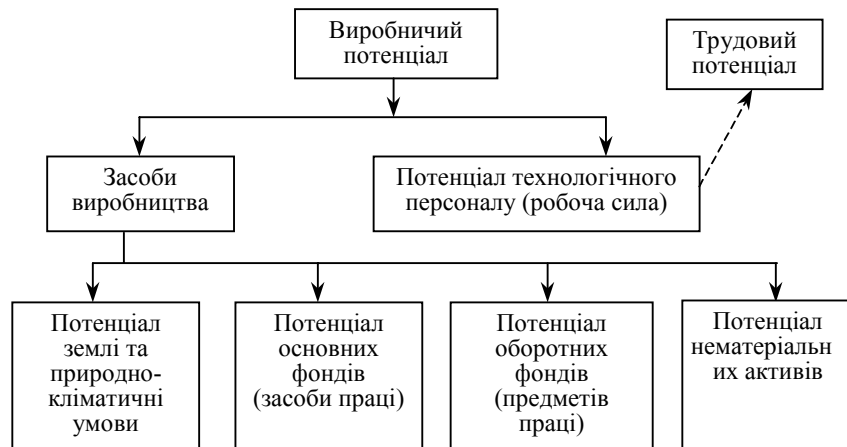 Виробничий
потенціал
Трудовий
потенціал
Засоби
виробництва
Потенціал технологічного
персоналу (робоча сила)
Потенціал
землі та
природно-
кліматичні
умови
Потенціал
основних
фондів
(засоби праці)
Потенціал
оборотних
фондів
(предметів
праці)
Потенціал
нематеріальн
их активів